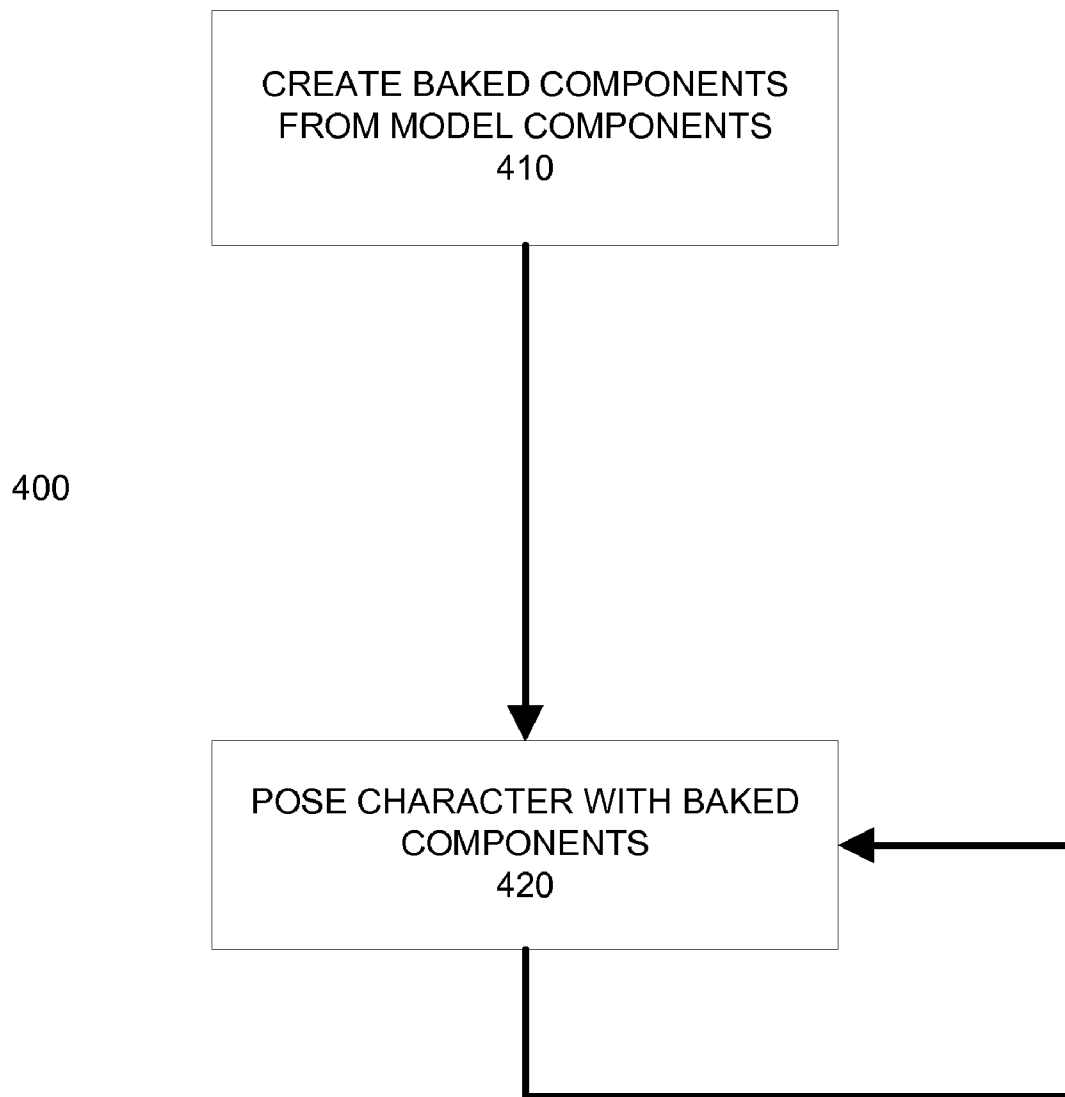 CREATE BAKED COMPONENTS
FROM MODEL COMPONENTS
410
400
POSE CHARACTER WITH BAKED
COMPONENTS
420